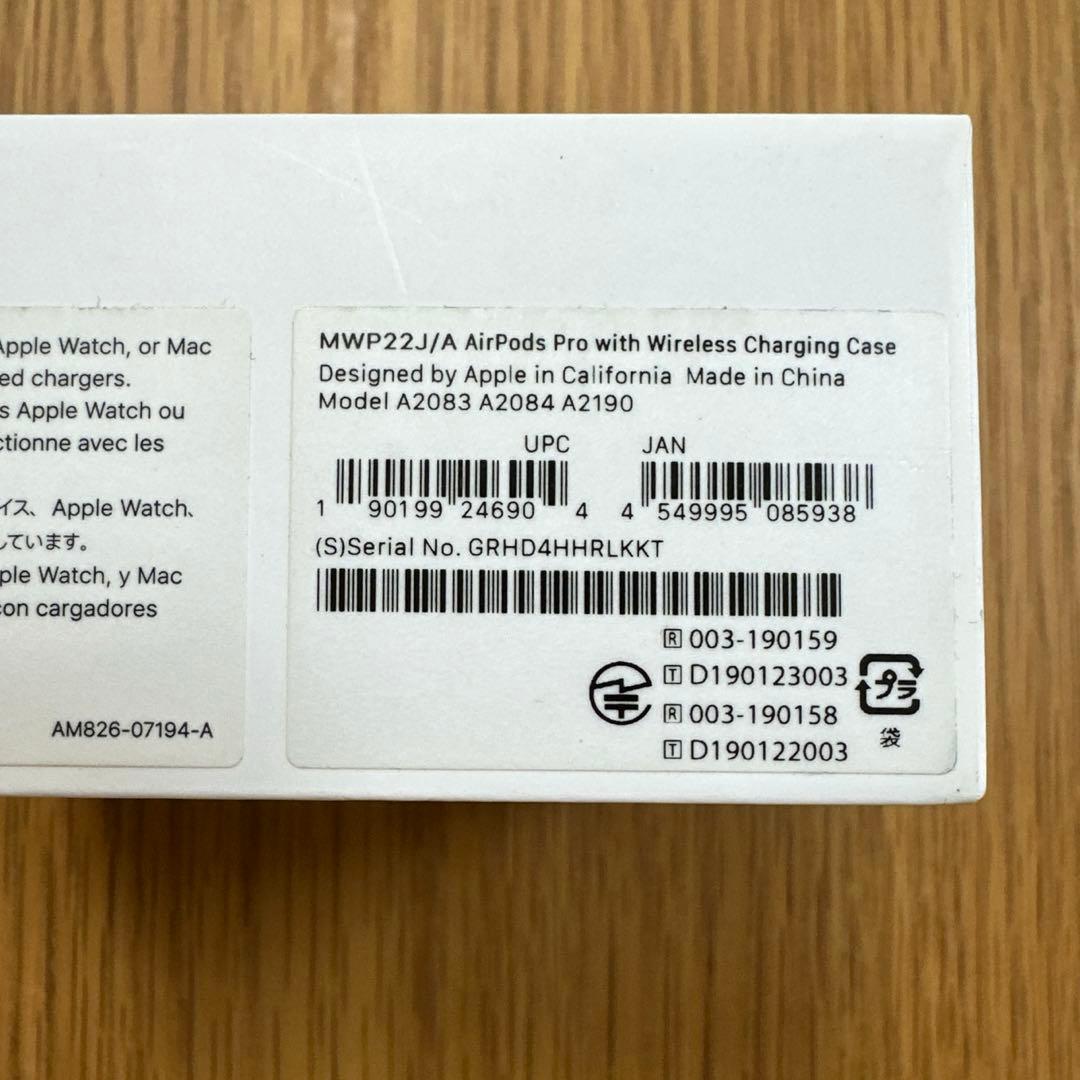 Apple Watch, or Mac
ed chargers.
s Apple Watch ou
ctionne avec les
イス、Apple Watch、
しています。
ple Watch, y Mac
con cargadores
AM826-07194-A
MWP22J/A AirPods Pro with Wireless Charging Case
Designed by Apple in California Made in China
Model A2083 A2084 A2190
UPC JAN
1 90199 24690 4 4 549995 085938
(S)Serial No. GRHD4HHRLKKT
R 003-190159
T D190123003
R 003-190158
T D190122003
プラ
袋